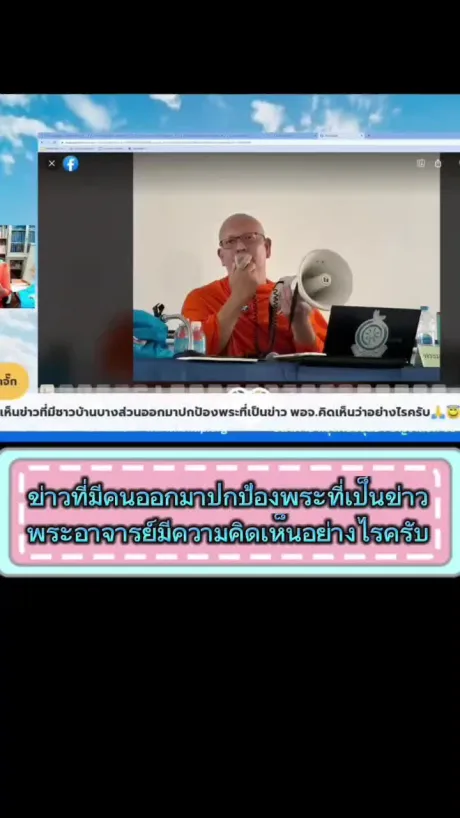 าจั๊ก
เห็นข่าวที่มีชาวบ้านบางส่วนออกมาปกป้องพระที่เป็นข่าว พอจ.คิดเห็นว่าอย่างไรครับ🙏😇
ข่าวที่มีคนออกมาปกป้องพระที่เป็นข่าว
พระอาจารย์มีความคิดเห็นอย่างไรครับ